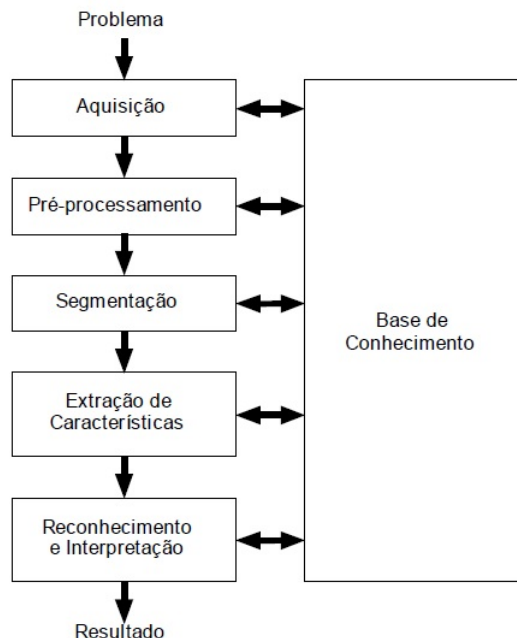 Problema
Aquisição
Pré-processamento
Segmentação
Extração de
Características
Reconhecimento
e Interpretação
Resultado
Base de
Conhecimento